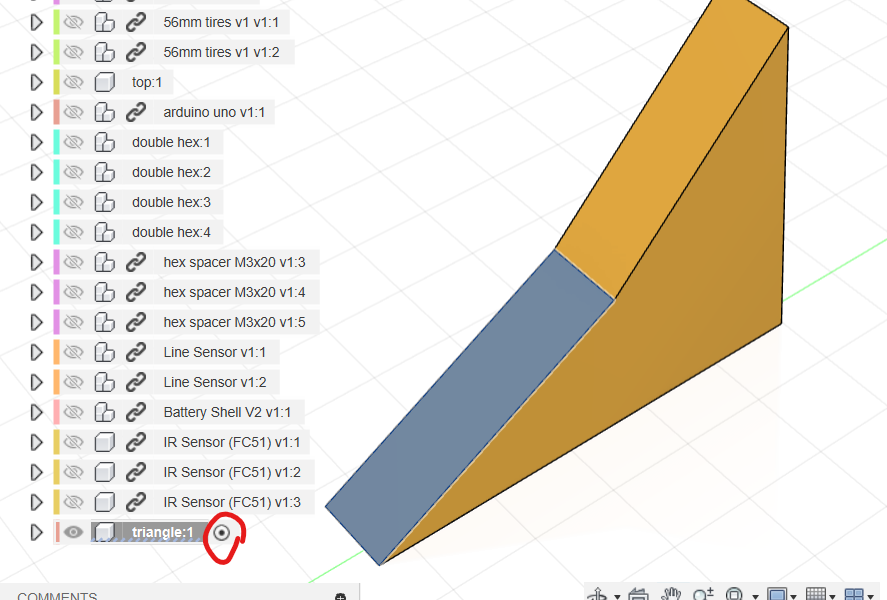 56mm tires v1 v1:1
56mm tires v1 v1:2
top:1
arduino uno v1:1
double hex:1
double hex:2
double hex:3
double hex:4
hex spacer M3x20 v1:3
hex spacer M3x20 v1:4
hex spacer M3x20 v1:5
Line Sensor v1:1
Line Sensor v1:2
Battery Shell V2 v1:1
IR Sensor (FC51) v1:1
IR Sensor (FC51) v1:2
IR Sensor (FC51) v1:3
triangle:1
COMMENTS